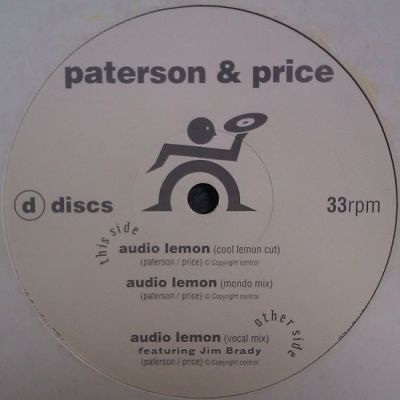 paterson & price
d discs
33rpm
this side
audio lemon (cool lemon cut)
(paterson / price) © Copyright control
audio lemon (mondo mix)
(paterson / price) © Copyright control
other side
audio lemon (vocal mix)
featuring Jim Brady
(paterson / price) © Copyright control